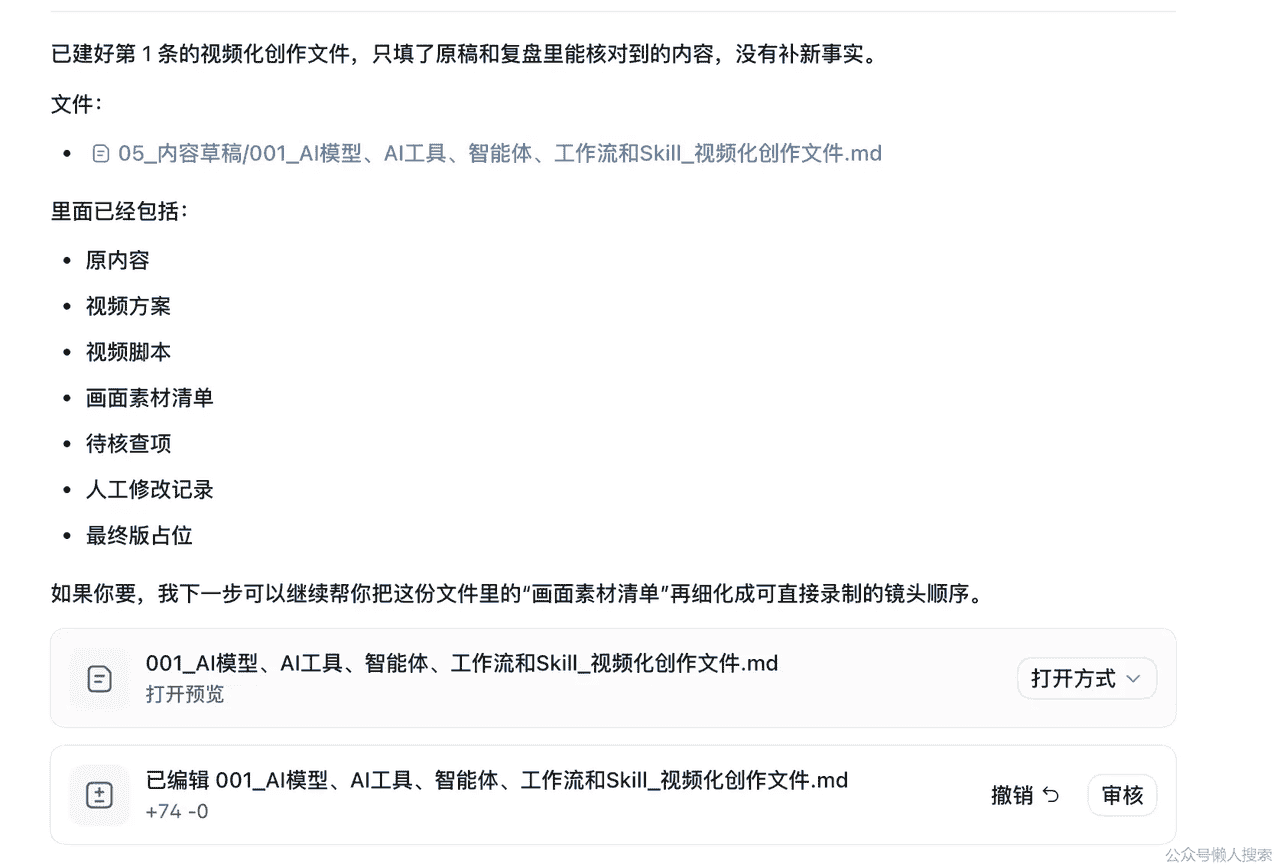 已建好第 1 条的视频化创作文件，只填了原稿和复盘里能核对到的内容，没有补新事实。
文件：
• 05_内容草稿/001_AI模型、AI工具、智能体、工作流和Skill_视频化创作文件.md
里面已经包括：
• 原内容
• 视频方案
• 视频脚本
• 画面素材清单
• 待核查项
• 人工修改记录
• 最终版占位
如果你要，我下一步可以继续帮你把这份文件里的“画面素材清单”再细化成可直接录制的镜头顺序。
001_AI模型、AI工具、智能体、工作流和Skill_视频化创作文件.md
打开预览
打开方式
已编辑 001_AI模型、AI工具、智能体、工作流和Skill_视频化创作文件.md
+74 -0
撤销
审核
公众号懒人搜索